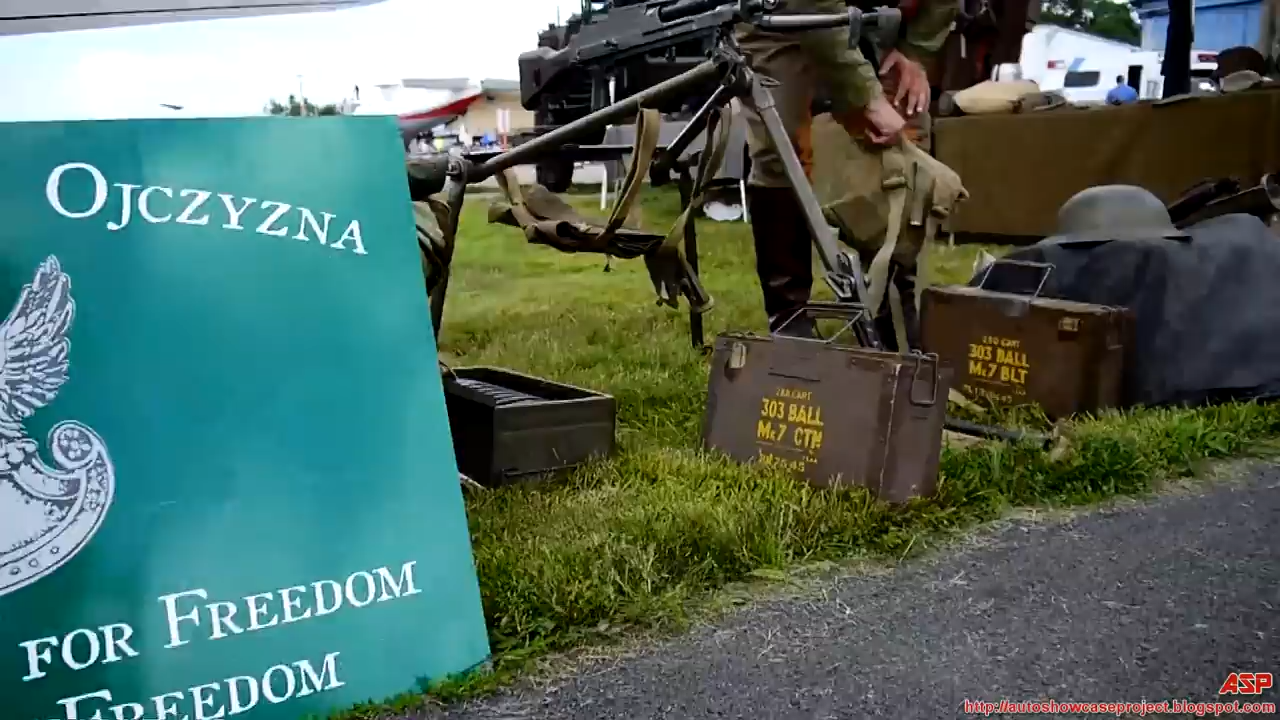 OJCZYZNA
FOR FREEDOM
FREEDOM
303 BALL
Mk7 CTN
303 BALL
Mk7 BLT
ASP
http://autoshowcaseproject.blogspot.com